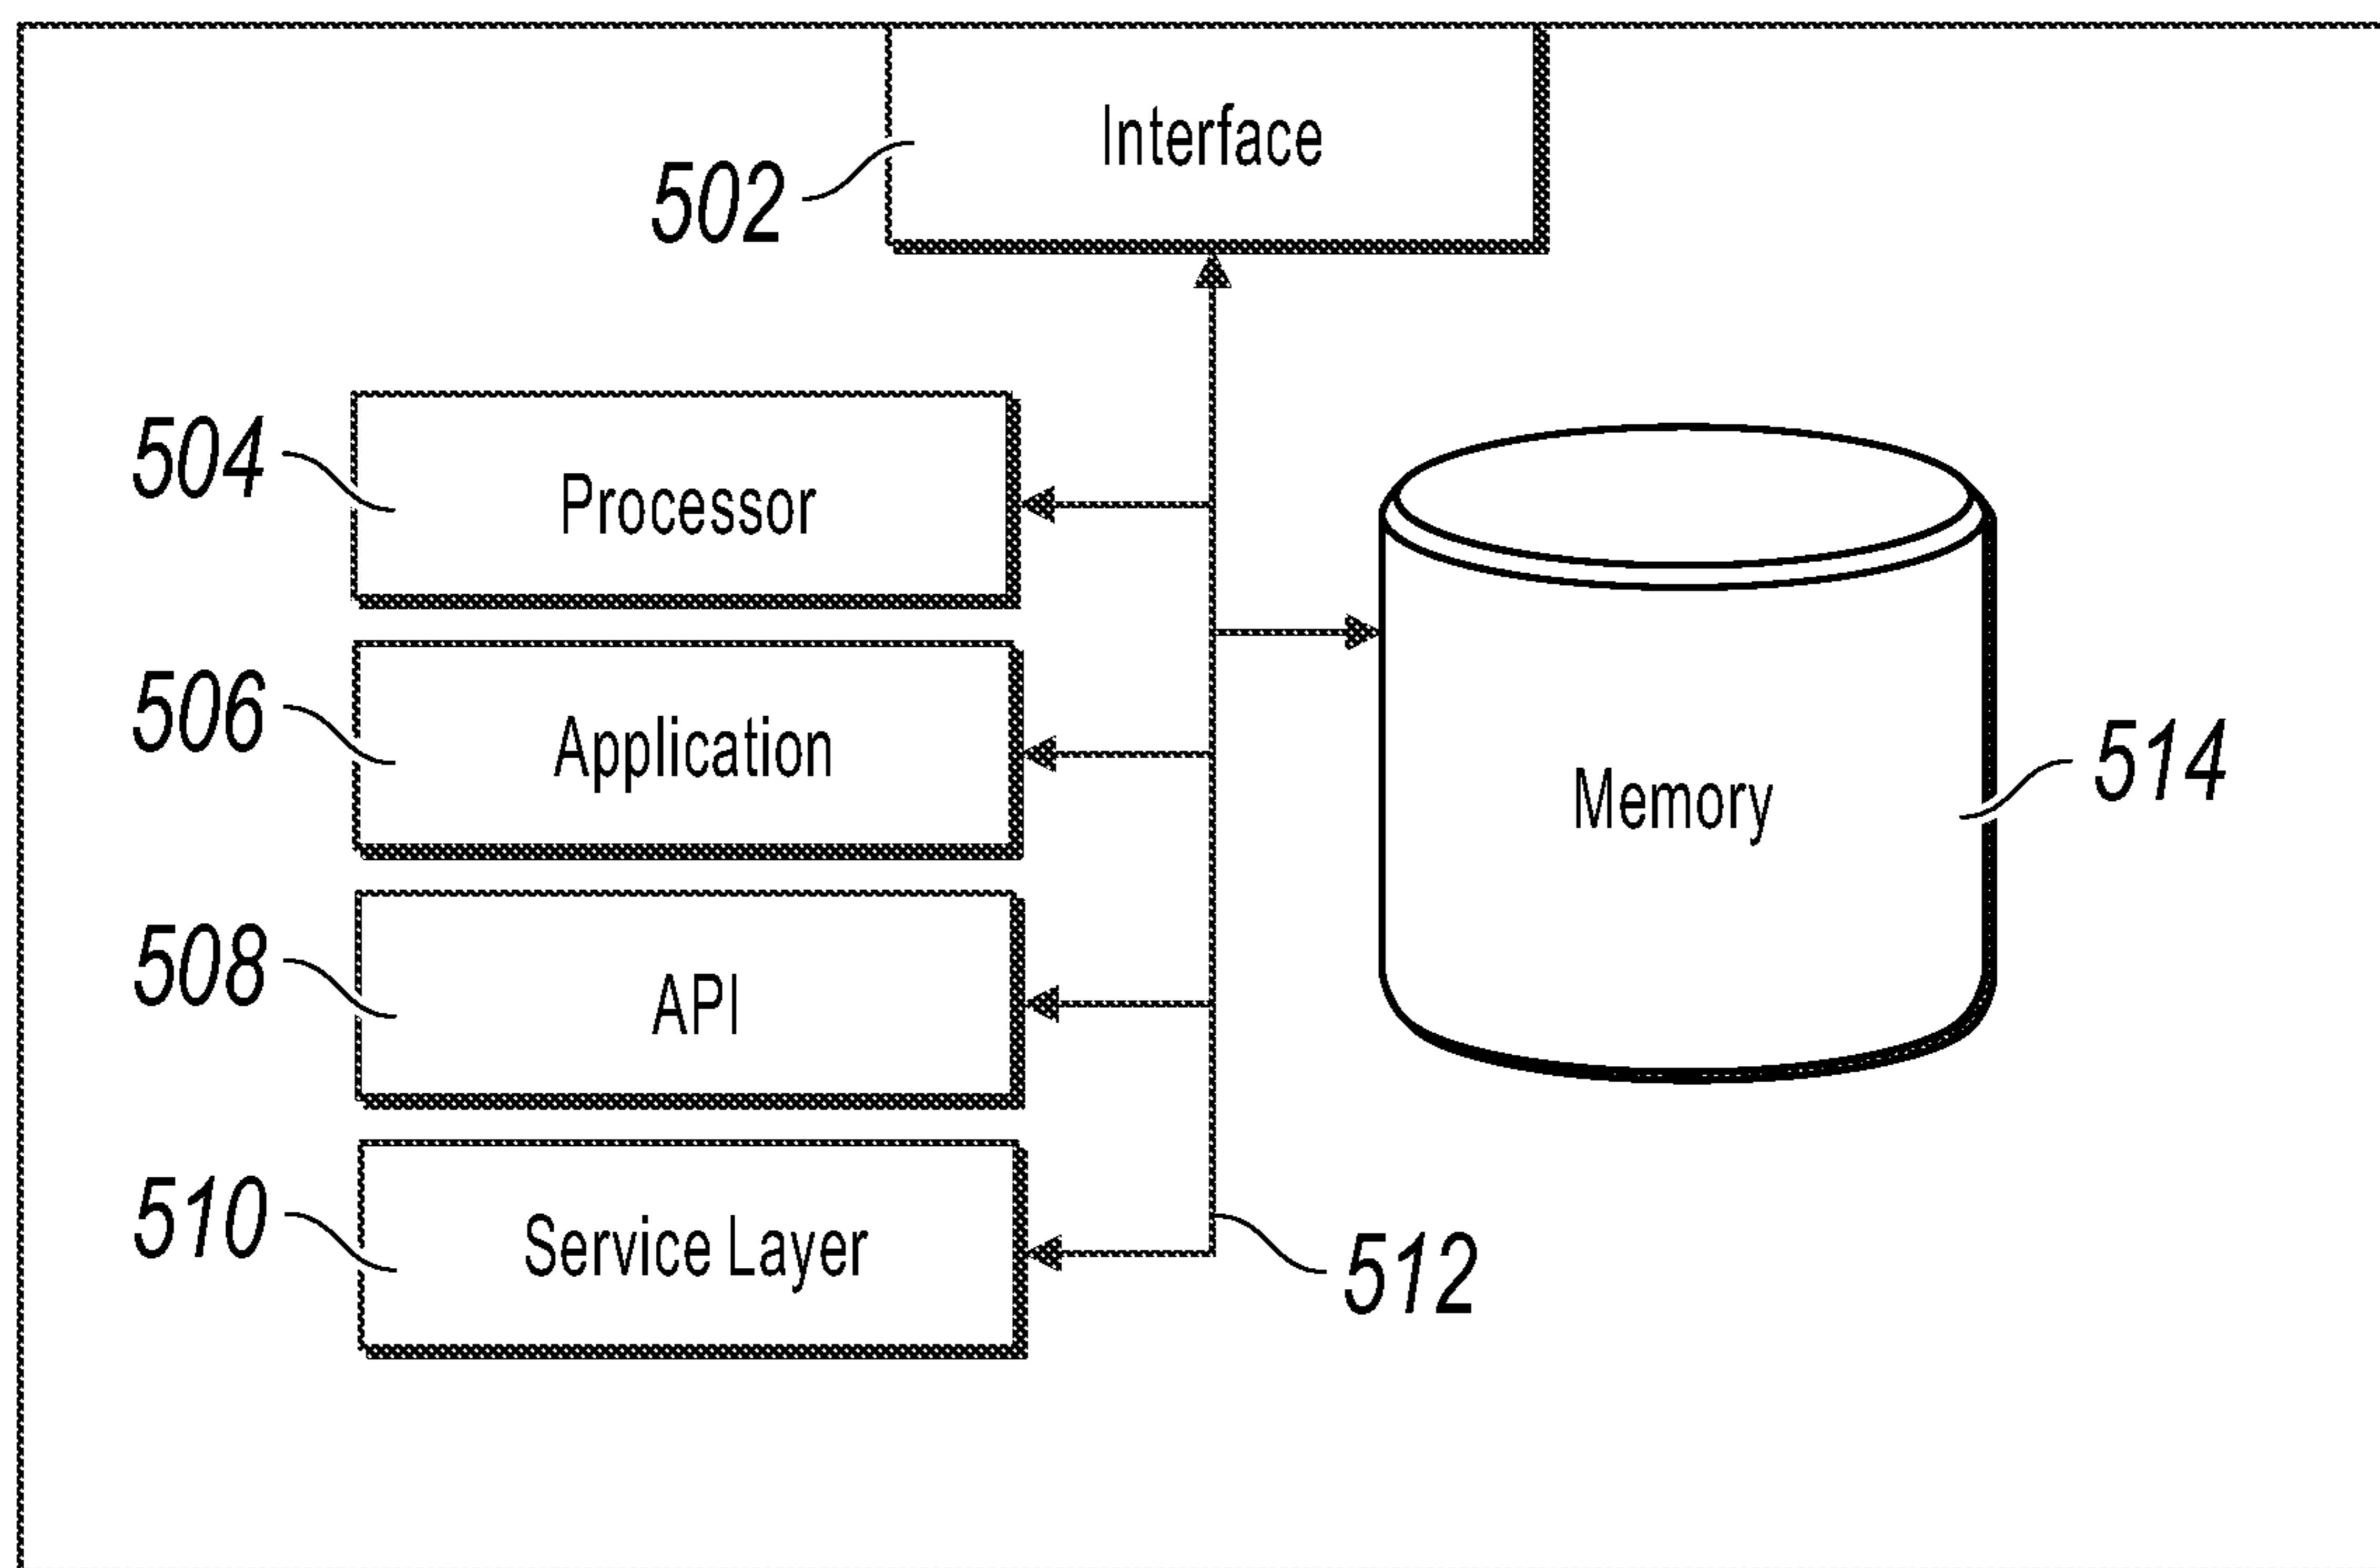 Interface
502
504
Processor
506
Application
Memory
514
508
API
510
Service Layer
512